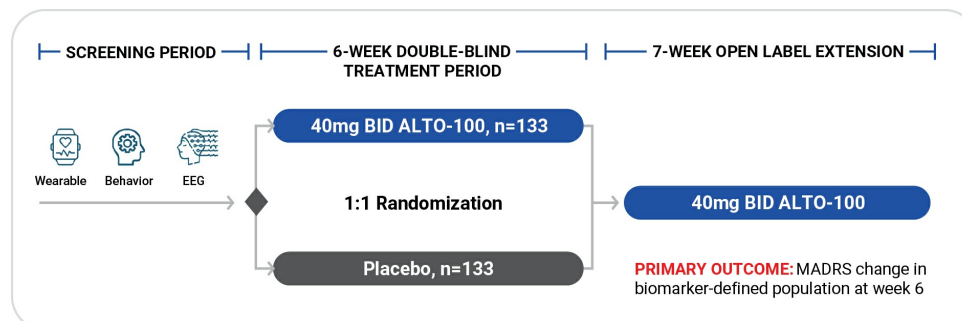 SCREENING PERIOD
6-WEEK DOUBLE-BLIND
TREATMENT PERIOD
7-WEEK OPEN LABEL EXTENSION
40mg BID ALTO-100, n=133
Wearable
Behavior
EEG
1:1 Randomization
40mg BID ALTO-100
Placebo, n=133
PRIMARY OUTCOME: MADRS change in
biomarker-defined population at week 6